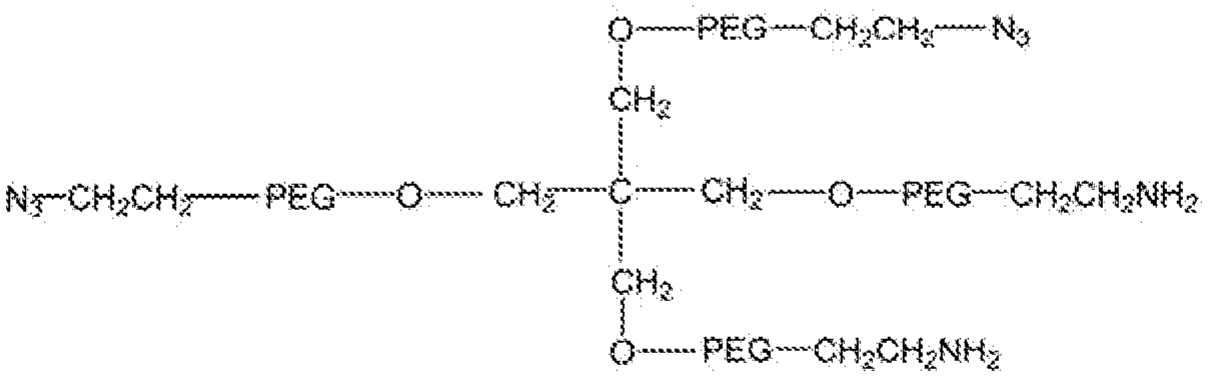 O—PEG—CH₂CH₂—N₃
CH₂
N₃—CH₂CH₂—PEG—O—CH₂—C—CH₂—O—PEG—CH₂CH₂NH₂
CH₂
O—PEG—CH₂CH₂NH₂